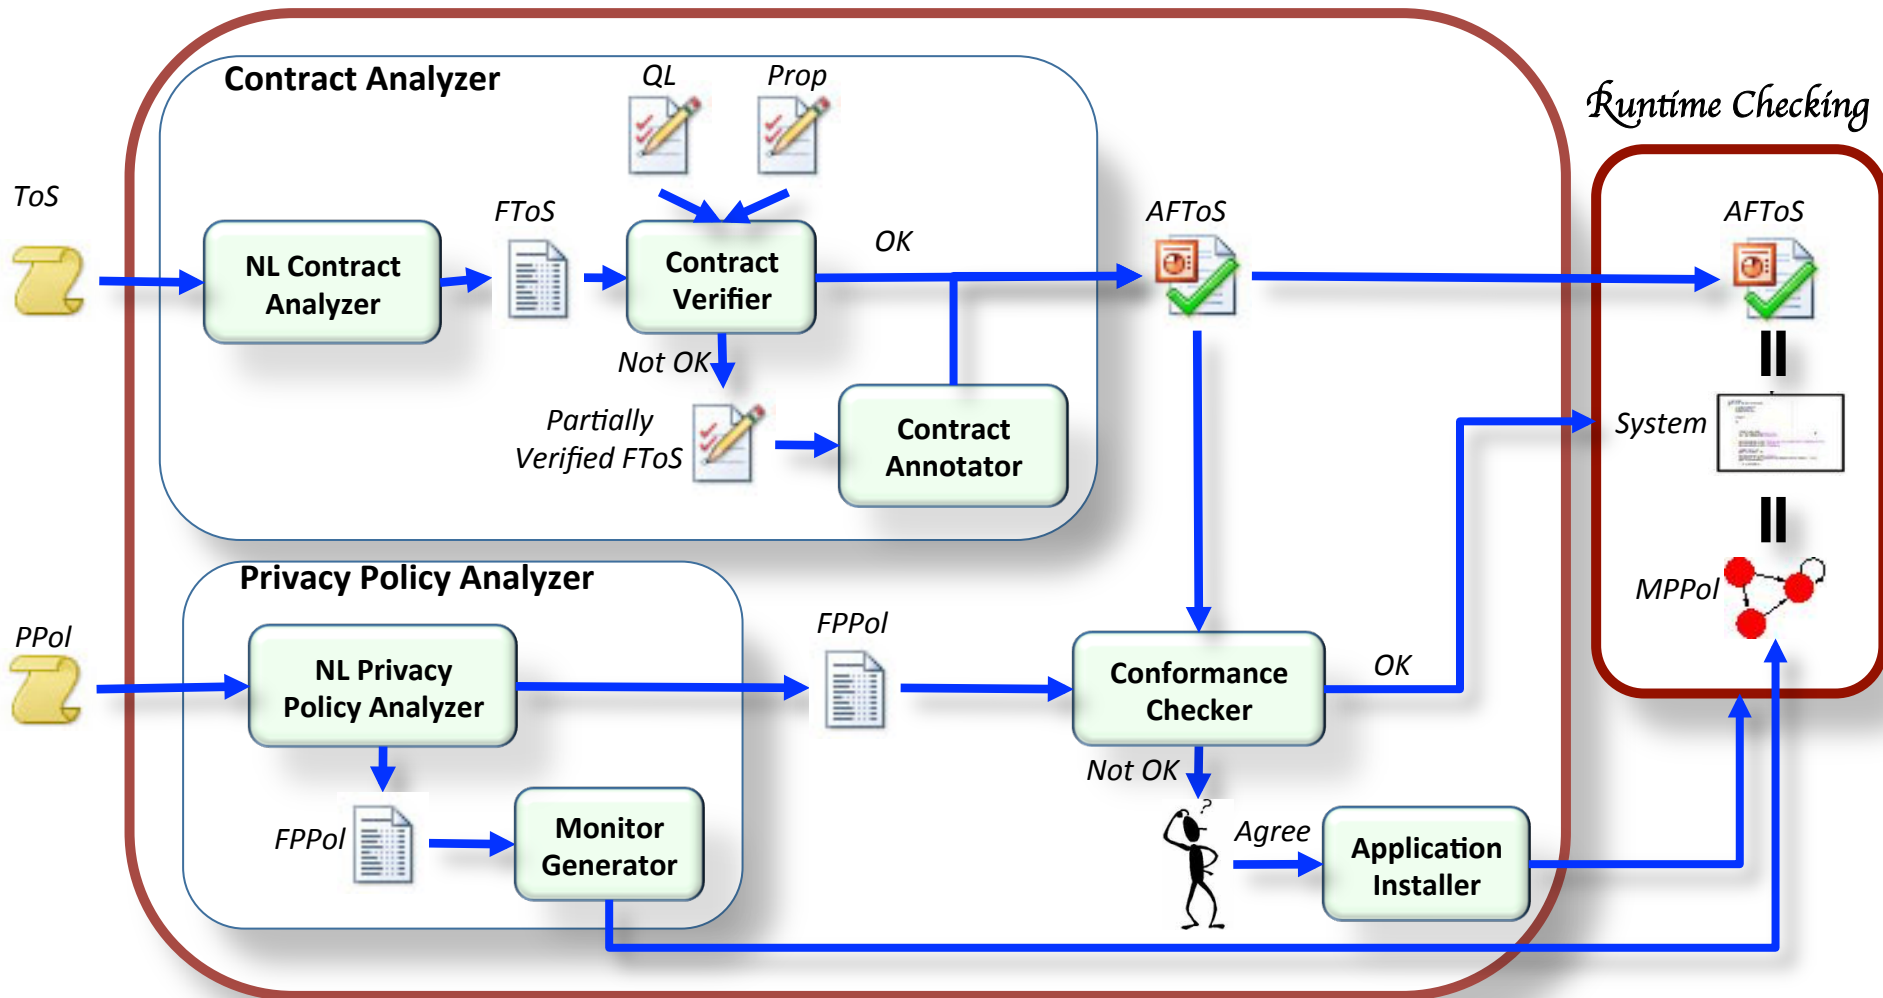 Contract Analyzer
QL
Prop
Runtime Checking
ToS
FToS
AFToS
AFToS
NL Contract
Analyzer
Contract
Verifier
OK
Not OK
Partially
Verified FToS
Contract
Annotator
System
Privacy Policy Analyzer
MPPol
PPol
FPPol
NL Privacy
Policy Analyzer
Conformance
Checker
OK
Not OK
FPPol
Monitor
Generator
?
Agree
Application
Installer